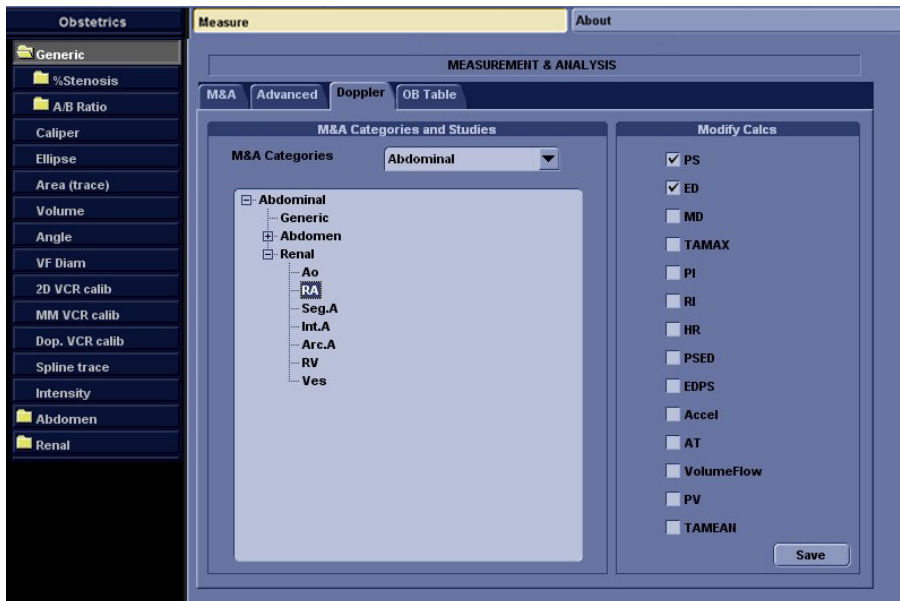 Obstetrics
Generic
%Stenosis
A/B Ratio
Caliper
Ellipse
Area (trace)
Volume
Angle
VF Diam
2D VCR calib
MM VCR calib
Dop. VCR calib
Spline trace
Intensity
Abdomen
Renal
Measure
About
MEASUREMENT & ANALYSIS
M&A Advanced Doppler OB Table
M&A Categories and Studies
M&A Categories Abdominal
Abdominal
Generic
Abdomen
Renal
Ao
RA
Seg.A
Int.A
Arc.A
RV
Ves
Modify Calcs
PS
ED
MD
TAMAX
PI
RI
HR
PSED
EDPS
Accel
AT
VolumeFlow
PV
TAMEAN
Save